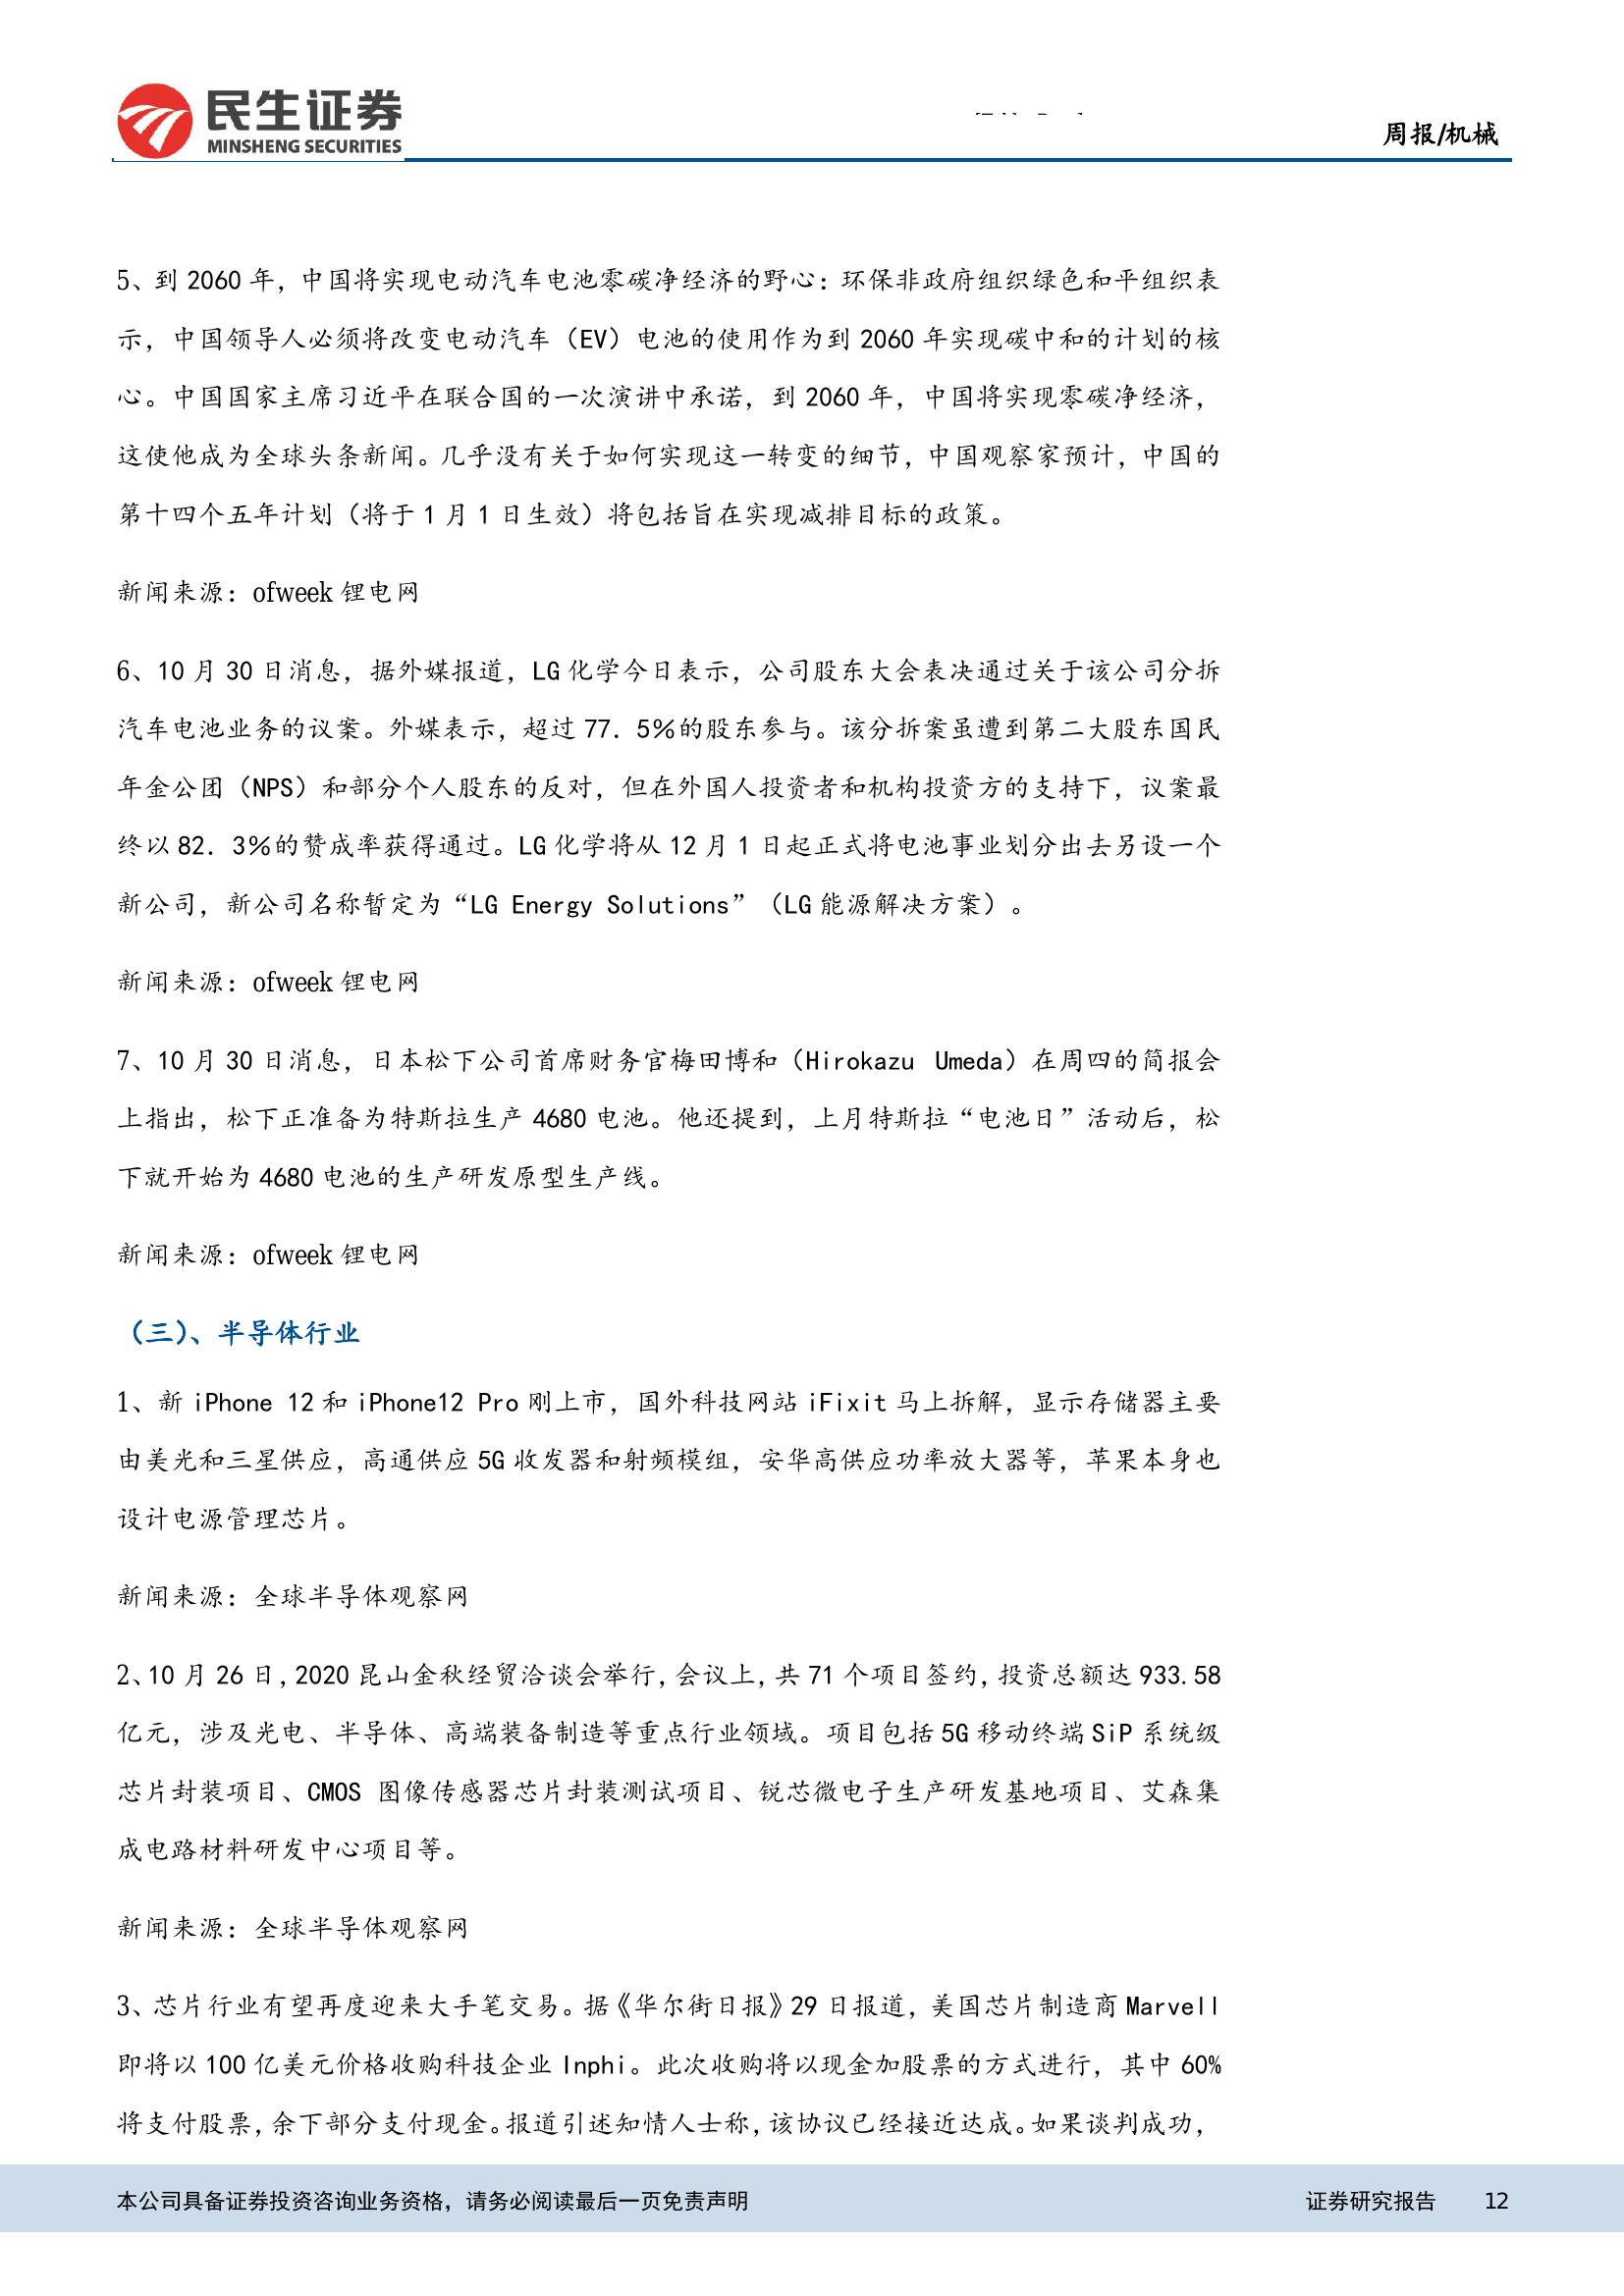 民生证券
MINSHENG SECURITIES
周报/机械
5、到 2060 年，中国将实现电动汽车电池零碳净经济的野心：环保非政府组织绿色和平组织表
示，中国领导人必须将改变电动汽车（EV）电池的使用作为到 2060 年实现碳中和的计划的核
心。中国国家主席习近平在联合国的一次演讲中承诺，到 2060 年，中国将实现零碳净经济，
这使他成为全球头条新闻。几乎没有关于如何实现这一转变的细节，中国观察家预计，中国的
第十四个五年计划（将于 1 月 1 日生效）将包括旨在实现减排目标的政策。
新闻来源：ofweek 锂电网
6、10 月 30 日消息，据外媒报道，LG 化学今日表示，公司股东大会表决通过关于该公司分拆
汽车电池业务的议案。外媒表示，超过 77．5％的股东参与。该分拆案虽遭到第二大股东国民
年金公团（NPS）和部分个人股东的反对，但在外国人投资者和机构投资方的支持下，议案最
终以 82．3％的赞成率获得通过。LG 化学将从 12 月 1 日起正式将电池事业划分出去另设一个
新公司，新公司名称暂定为“LG Energy Solutions”（LG 能源解决方案）。
新闻来源：ofweek 锂电网
7、10 月 30 日消息，日本松下公司首席财务官梅田博和（Hirokazu Umeda）在周四的简报会
上指出，松下正准备为特斯拉生产 4680 电池。他还提到，上月特斯拉“电池日”活动后，松
下就开始为 4680 电池的生产研发原型生产线。
新闻来源：ofweek 锂电网
（三）、半导体行业
1、新 iPhone 12 和 iPhone12 Pro 刚上市，国外科技网站 iFixit 马上拆解，显示存储器主要
由美光和三星供应，高通供应 5G 收发器和射频模组，安华高供应功率放大器等，苹果本身也
设计电源管理芯片。
新闻来源：全球半导体观察网
2、10 月 26 日，2020 昆山金秋经贸洽谈会举行，会议上，共 71 个项目签约，投资总额达 933.58
亿元，涉及光电、半导体、高端装备制造等重点行业领域。项目包括 5G 移动终端 SiP 系统级
芯片封装项目、CMOS 图像传感器芯片封装测试项目、锐芯微电子生产研发基地项目、艾森集
成电路材料研发中心项目等。
新闻来源：全球半导体观察网
3、芯片行业有望再度迎来大手笔交易。据《华尔街日报》29 日报道，美国芯片制造商 Marvell
即将以 100 亿美元价格收购科技企业 Inphi。此次收购将以现金加股票的方式进行，其中 60%
将支付股票，余下部分支付现金。报道引述知情人士称，该协议已经接近达成。如果谈判成功，
本公司具备证券投资咨询业务资格，请务必阅读最后一页免责声明
证券研究报告 12